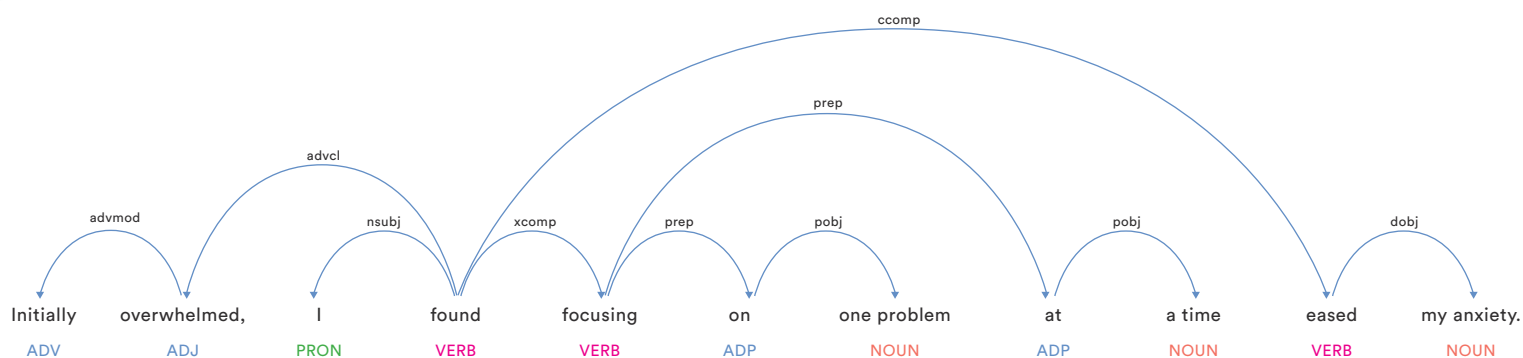 ccomp
prep
advcl
advmod nsubj xcomp prep pobj pobj dobj
Initially overwhelmed, I found focusing on one problem at a time eased my anxiety.
ADV ADJ PRON VERB VERB ADP NOUN ADP NOUN VERB NOUN